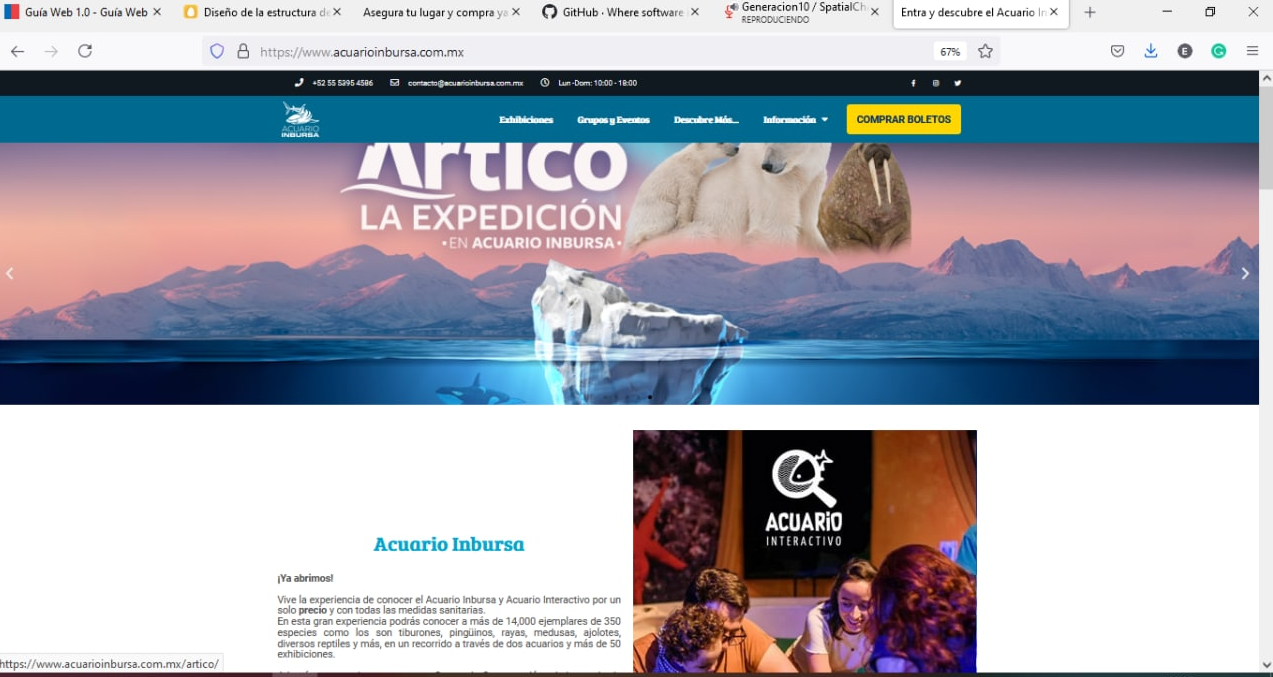 Guía Web 1.0 - Guía Web
Diseño de la estructura de
Asegura tu lugar y compra ya
GitHub · Where software
Generacion10 / SpatialCh
REPRODUCIENDO
Entra y descubre el Acuario In
https://www.acuarioinbursa.com.mx
67%
+52 55 5395 4586
contacto@acuarioinbursa.com.mx
Lun-Dom: 10:00 - 18:00
ACUARIO
INBURSA
Exhibiciones
Grupos y Eventos
Descubre Más...
Información
COMPRAR BOLETOS
Ártico
LA EXPEDICIÓN
•EN ACUARIO INBURSA•
ACUARIO
INTERACTIVO
Acuario Inbursa
¡Ya abrimos!
Vive la experiencia de conocer el Acuario Inbursa y Acuario Interactivo por un
solo precio y con todas las medidas sanitarias.
En esta gran experiencia podrás conocer a más de 14,000 ejemplares de 350
especies como los son tiburones, pingüinos, rayas, medusas, ajolotes,
diversos reptiles y más, en un recorrido a través de dos acuarios y más de 50
exhibiciones.
https://www.acuarioinbursa.com.mx/artico/